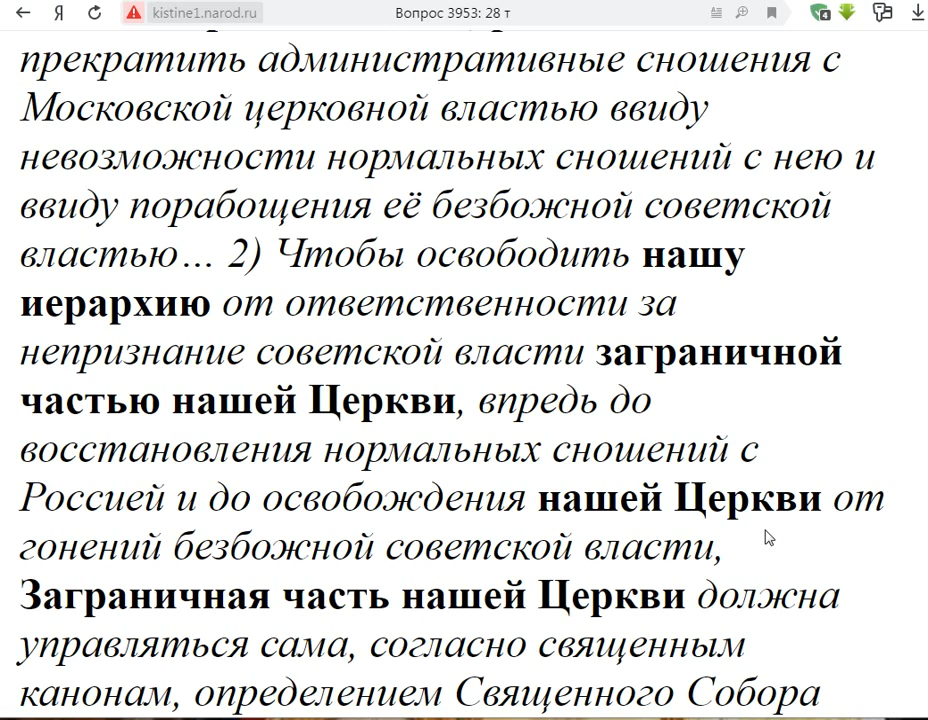 Я kistine1.narod.ru Вопрос 3953: 28 т 4
прекратить административные сношения с
Московской церковной властью ввиду
невозможности нормальных сношений с нею и
ввиду порабощения её безбожной советской
властью… 2) Чтобы освободить нашу
иерархию от ответственности за
непризнание советской власти заграничной
частью нашей Церкви, впредь до
восстановления нормальных сношений с
Россией и до освобождения нашей Церкви от
гонений безбожной советской власти,
Заграничная часть нашей Церкви должна
управляться сама, согласно священным
канонам, определением Священного Собора